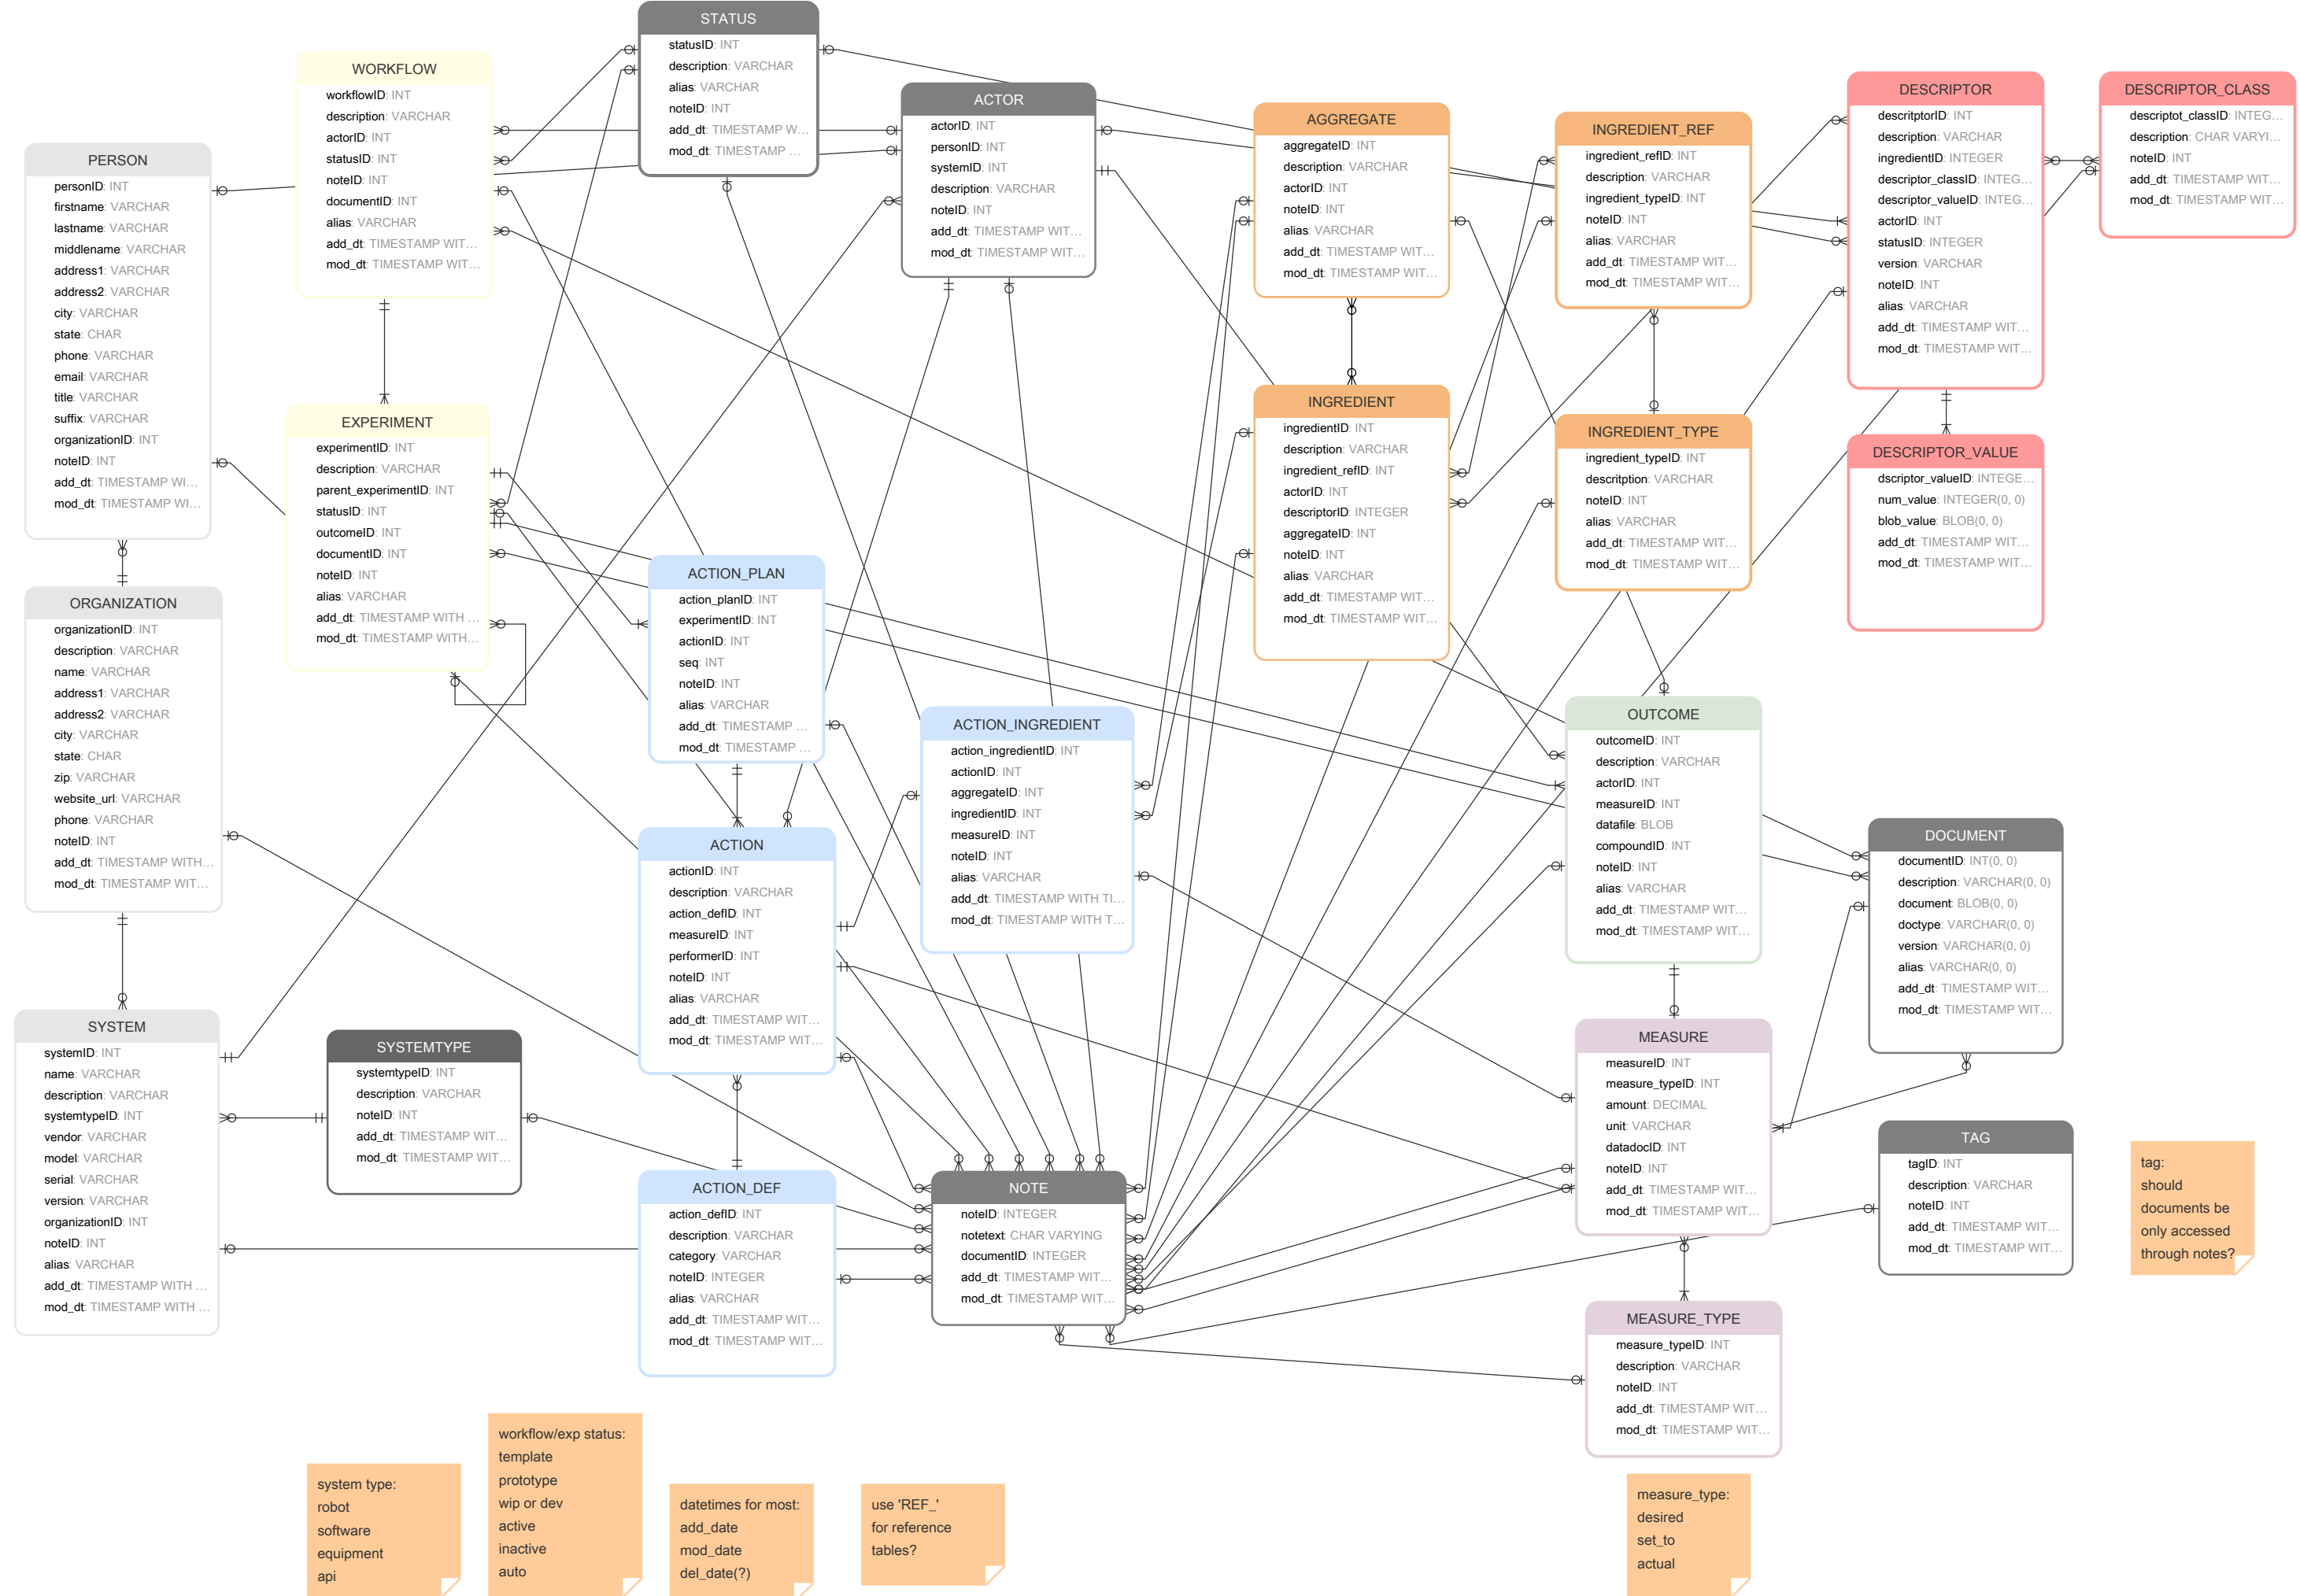 STATUS
statusID: INT
description: VARCHAR
alias: VARCHAR
noteID: INT
add_dt: TIMESTAMP W...
mod_dt: TIMESTAMP ...
WORKFLOW
workflowID: INT
description: VARCHAR
actorID: INT
statusID: INT
noteID: INT
documentID: INT
alias: VARCHAR
add_dt: TIMESTAMP WIT...
mod_dt: TIMESTAMP WIT...
ACTOR
actorID: INT
personID: INT
systemID: INT
description: VARCHAR
noteID: INT
add_dt: TIMESTAMP WIT...
mod_dt: TIMESTAMP WIT...
AGGREGATE
aggregateID: INT
description: VARCHAR
actorID: INT
noteID: INT
alias: VARCHAR
add_dt: TIMESTAMP WIT...
mod_dt: TIMESTAMP WIT...
INGREDIENT_REF
ingredient_refID: INT
description: VARCHAR
ingredient_typeID: INT
noteID: INT
alias: VARCHAR
add_dt: TIMESTAMP WIT...
mod_dt: TIMESTAMP WIT...
DESCRIPTOR
descritptorID: INT
description: VARCHAR
ingredientID: INTEGER
descriptor_classID: INTEG...
descriptor_valueID: INTEG...
actorID: INT
statusID: INTEGER
version: VARCHAR
noteID: INT
alias: VARCHAR
add_dt: TIMESTAMP WIT...
mod_dt: TIMESTAMP WIT...
DESCRIPTOR_CLASS
descriptot_classID: INTEG...
description: CHAR VARYI...
noteID: INT
add_dt: TIMESTAMP WIT...
mod_dt: TIMESTAMP WIT...
PERSON
personID: INT
firstname: VARCHAR
lastname: VARCHAR
middlename: VARCHAR
address1: VARCHAR
address2: VARCHAR
city: VARCHAR
state: CHAR
phone: VARCHAR
email: VARCHAR
title: VARCHAR
suffix: VARCHAR
organizationID: INT
noteID: INT
add_dt: TIMESTAMP WI...
mod_dt: TIMESTAMP WI...
EXPERIMENT
experimentID: INT
description: VARCHAR
parent_experimentID: INT
statusID: INT
outcomeID: INT
documentID: INT
noteID: INT
alias: VARCHAR
add_dt: TIMESTAMP WITH ...
mod_dt: TIMESTAMP WITH...
INGREDIENT
ingredientID: INT
description: VARCHAR
ingredient_refID: INT
actorID: INT
descriptorID: INTEGER
aggregateID: INT
noteID: INT
alias: VARCHAR
add_dt: TIMESTAMP WIT...
mod_dt: TIMESTAMP WIT...
INGREDIENT_TYPE
ingredient_typeID: INT
descritption: VARCHAR
noteID: INT
alias: VARCHAR
add_dt: TIMESTAMP WIT...
mod_dt: TIMESTAMP WIT...
DESCRIPTOR_VALUE
dscriptor_valueID: INTEGE...
num_value: INTEGER(0, 0)
blob_value: BLOB(0, 0)
add_dt: TIMESTAMP WIT...
mod_dt: TIMESTAMP WIT...
ORGANIZATION
organizationID: INT
description: VARCHAR
name: VARCHAR
address1: VARCHAR
address2: VARCHAR
city: VARCHAR
state: CHAR
zip: VARCHAR
website_url: VARCHAR
phone: VARCHAR
noteID: INT
add_dt: TIMESTAMP WITH...
mod_dt: TIMESTAMP WIT...
ACTION_PLAN
action_planID: INT
experimentID: INT
actionID: INT
seq: INT
noteID: INT
alias: VARCHAR
add_dt: TIMESTAMP ...
mod_dt: TIMESTAMP ...
ACTION_INGREDIENT
action_ingredientID: INT
actionID: INT
aggregateID: INT
ingredientID: INT
measureID: INT
noteID: INT
alias: VARCHAR
add_dt: TIMESTAMP WITH TI...
mod_dt: TIMESTAMP WITH T...
OUTCOME
outcomeID: INT
description: VARCHAR
actorID: INT
measureID: INT
datafile: BLOB
compoundID: INT
noteID: INT
alias: VARCHAR
add_dt: TIMESTAMP WIT...
mod_dt: TIMESTAMP WIT...
ACTION
actionID: INT
description: VARCHAR
action_defID: INT
measureID: INT
performerID: INT
noteID: INT
alias: VARCHAR
add_dt: TIMESTAMP WIT...
mod_dt: TIMESTAMP WIT...
DOCUMENT
documentID: INT(0, 0)
description: VARCHAR(0, 0)
document: BLOB(0, 0)
doctype: VARCHAR(0, 0)
version: VARCHAR(0, 0)
alias: VARCHAR(0, 0)
add_dt: TIMESTAMP WIT...
mod_dt: TIMESTAMP WIT...
SYSTEM
systemID: INT
name: VARCHAR
description: VARCHAR
systemtypeID: INT
vendor: VARCHAR
model: VARCHAR
serial: VARCHAR
version: VARCHAR
organizationID: INT
noteID: INT
alias: VARCHAR
add_dt: TIMESTAMP WITH ...
mod_dt: TIMESTAMP WITH ...
SYSTEMTYPE
systemtypeID: INT
description: VARCHAR
noteID: INT
add_dt: TIMESTAMP WIT...
mod_dt: TIMESTAMP WIT...
MEASURE
measureID: INT
measure_typeID: INT
amount: DECIMAL
unit: VARCHAR
datadocID: INT
noteID: INT
add_dt: TIMESTAMP WIT...
mod_dt: TIMESTAMP WIT...
TAG
tagID: INT
description: VARCHAR
noteID: INT
add_dt: TIMESTAMP WIT...
mod_dt: TIMESTAMP WIT...
tag:
should
documents be
only accessed
through notes?
ACTION_DEF
action_defID: INT
description: VARCHAR
category: VARCHAR
noteID: INTEGER
alias: VARCHAR
add_dt: TIMESTAMP WIT...
mod_dt: TIMESTAMP WIT...
NOTE
noteID: INTEGER
notetext: CHAR VARYING
documentID: INTEGER
add_dt: TIMESTAMP WIT...
mod_dt: TIMESTAMP WIT...
MEASURE_TYPE
measure_typeID: INT
description: VARCHAR
noteID: INT
add_dt: TIMESTAMP WIT...
mod_dt: TIMESTAMP WIT...
system type:
robot
software
equipment
api
workflow/exp status:
template
prototype
wip or dev
active
inactive
auto
datetimes for most:
add_date
mod_date
del_date(?)
use 'REF_'
for reference
tables?
measure_type:
desired
set_to
actual